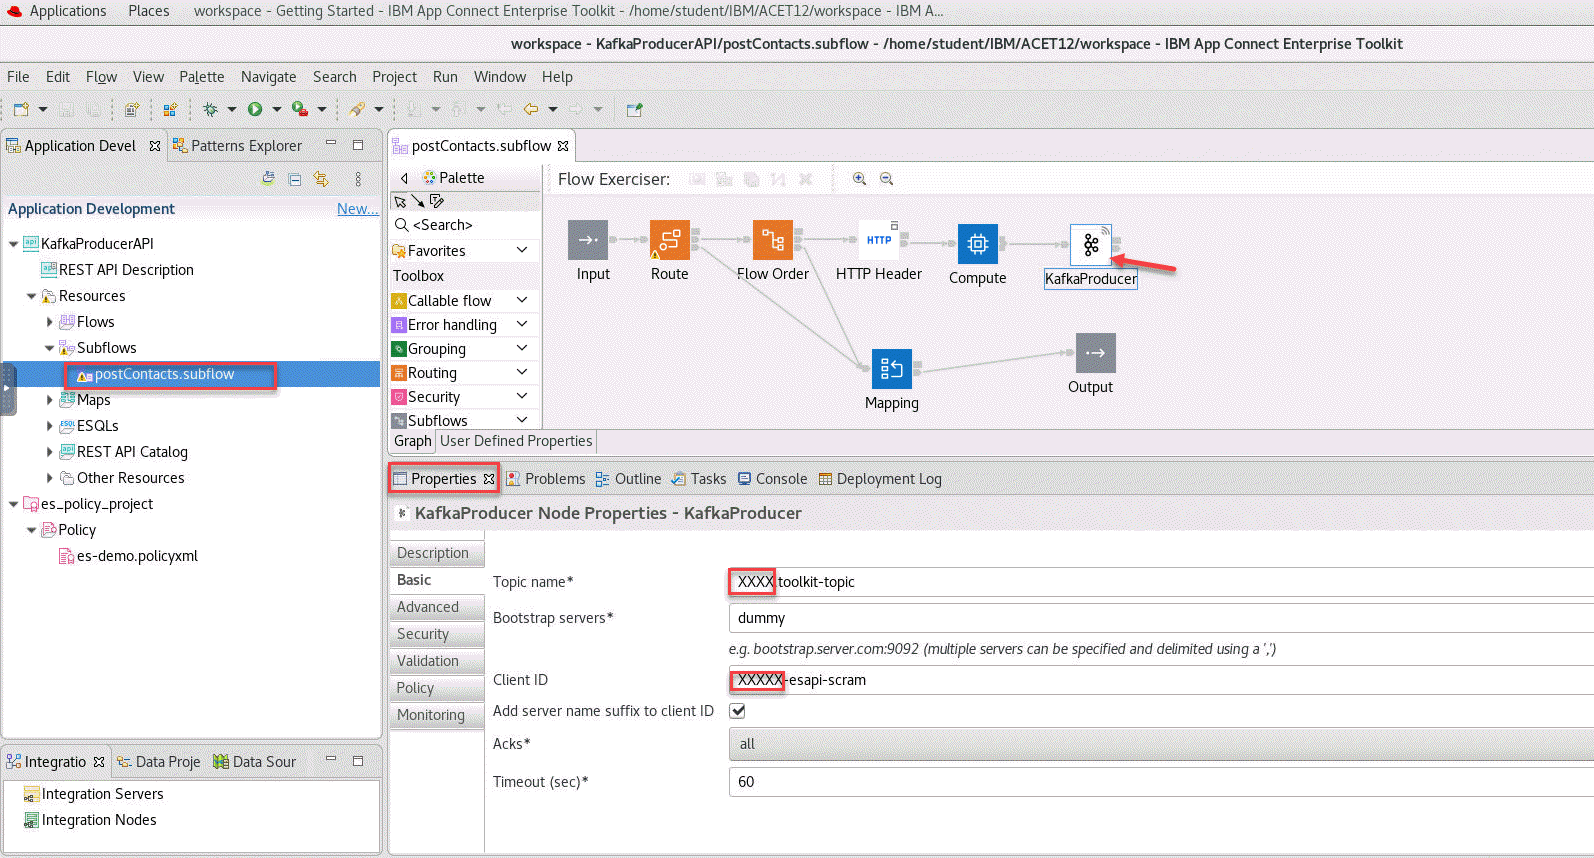 Applications Places workspace - Getting Started - IBM App Connect Enterprise Toolkit - /home/student/IBM/ACET12/workspace - IBM A...
workspace - KafkaProducerAPI/postContacts.subflow - /home/student/IBM/ACET12/workspace - IBM App Connect Enterprise Toolkit
File Edit Flow View Palette Navigate Search Project Run Window Help
Application Devel Patterns Explorer
Application Development New...
KafkaProducerAPI
REST API Description
Resources
Flows
Subflows
postContacts.subflow
Maps
ESQLs
REST API Catalog
Other Resources
es_policy_project
Policy
es-demo.policyxml
Integratio Data Proje Data Sour
Integration Servers
Integration Nodes
postContacts.subflow
Palette
<Search>
Favorites
Toolbox
Callable flow
Error handling
Grouping
Routing
Security
Subflows
Flow Exerciser:
HTTP
Input Route Flow Order HTTP Header Compute KafkaProducer
Mapping Output
Graph User Defined Properties
Properties Problems Outline Tasks Console Deployment Log
KafkaProducer Node Properties - KafkaProducer
Description
Basic
Advanced
Security
Validation
Policy
Monitoring
Topic name* XXXX.toolkit-topic
Bootstrap servers* dummy
e.g. bootstrap.server.com:9092 (multiple servers can be specified and delimited using a ',')
Client ID XXXXX-esapi-scram
Add server name suffix to client ID
Acks* all
Timeout (sec)* 60